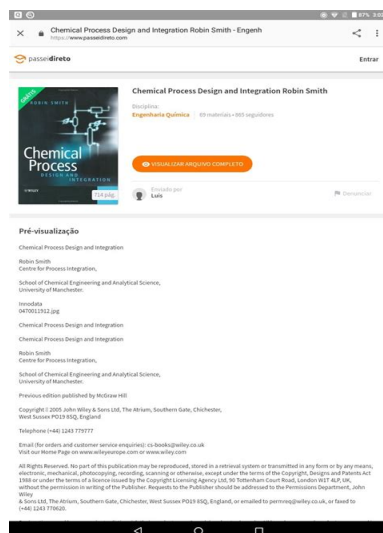 87% 3:03
Chemical Process Design and Integration Robin Smith - Engenh
https://www.passeidireto.com
passeidireto
Entrar
GRÁTIS
ROBIN SMITH
Chemical
Process
DESIGN AND
INTEGRATION
WILEY
714 pág.
Chemical Process Design and Integration Robin Smith
Disciplina:
Engenharia Química
VISUALIZAR ARQUIVO COMPLETO
Enviado por
Luis
Denunciar
Pré-visualização
Chemical Process Design and Integration
Robin Smith
Centre for Process Integration,
School of Chemical Engineering and Analytical Science,
University of Manchester.
Innodata
0470011912.jpg
Chemical Process Design and Integration
Chemical Process Design and Integration
Robin Smith
Centre for Process Integration,
School of Chemical Engineering and Analytical Science,
University of Manchester.
Previous edition published by McGraw Hill
Copyright 2005 John Wiley & Sons Ltd, The Atrium, Southern Gate, Chichester,
West Sussex PO19 8SQ, England
Telephone (+44) 1243 779777
Email (for orders and customer service enquiries): cs-books@wiley.co.uk
Visit our Home Page on www.wileyeurope.com or www.wiley.com
All Rights Reserved. No part of this publication may be reproduced, stored in a retrieval system or transmitted in any form or by any means,
electronic, mechanical, photocopying, recording, scanning or otherwise, except under the terms of the Copyright, Designs and Patents Act
1988 or under the terms of a licence issued by the Copyright Licensing Agency Ltd, 90 Tottenham Court Road, London W1T 4LP, UK,
without the permission in writing of the Publisher. Requests to the Publisher should be addressed to the Permissions Department, John
Wiley
& Sons Ltd, The Atrium, Southern Gate, Chichester, West Sussex PO19 8SQ, England, or emailed to permreq@wiley.co.uk, or faxed to
(+44) 1243 770620.